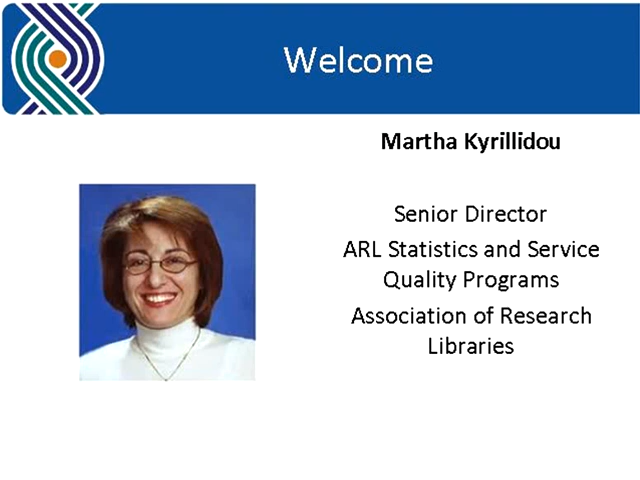 Welcome
Martha Kyrillidou
Senior Director
ARL Statistics and Service
Quality Programs
Association of Research
Libraries